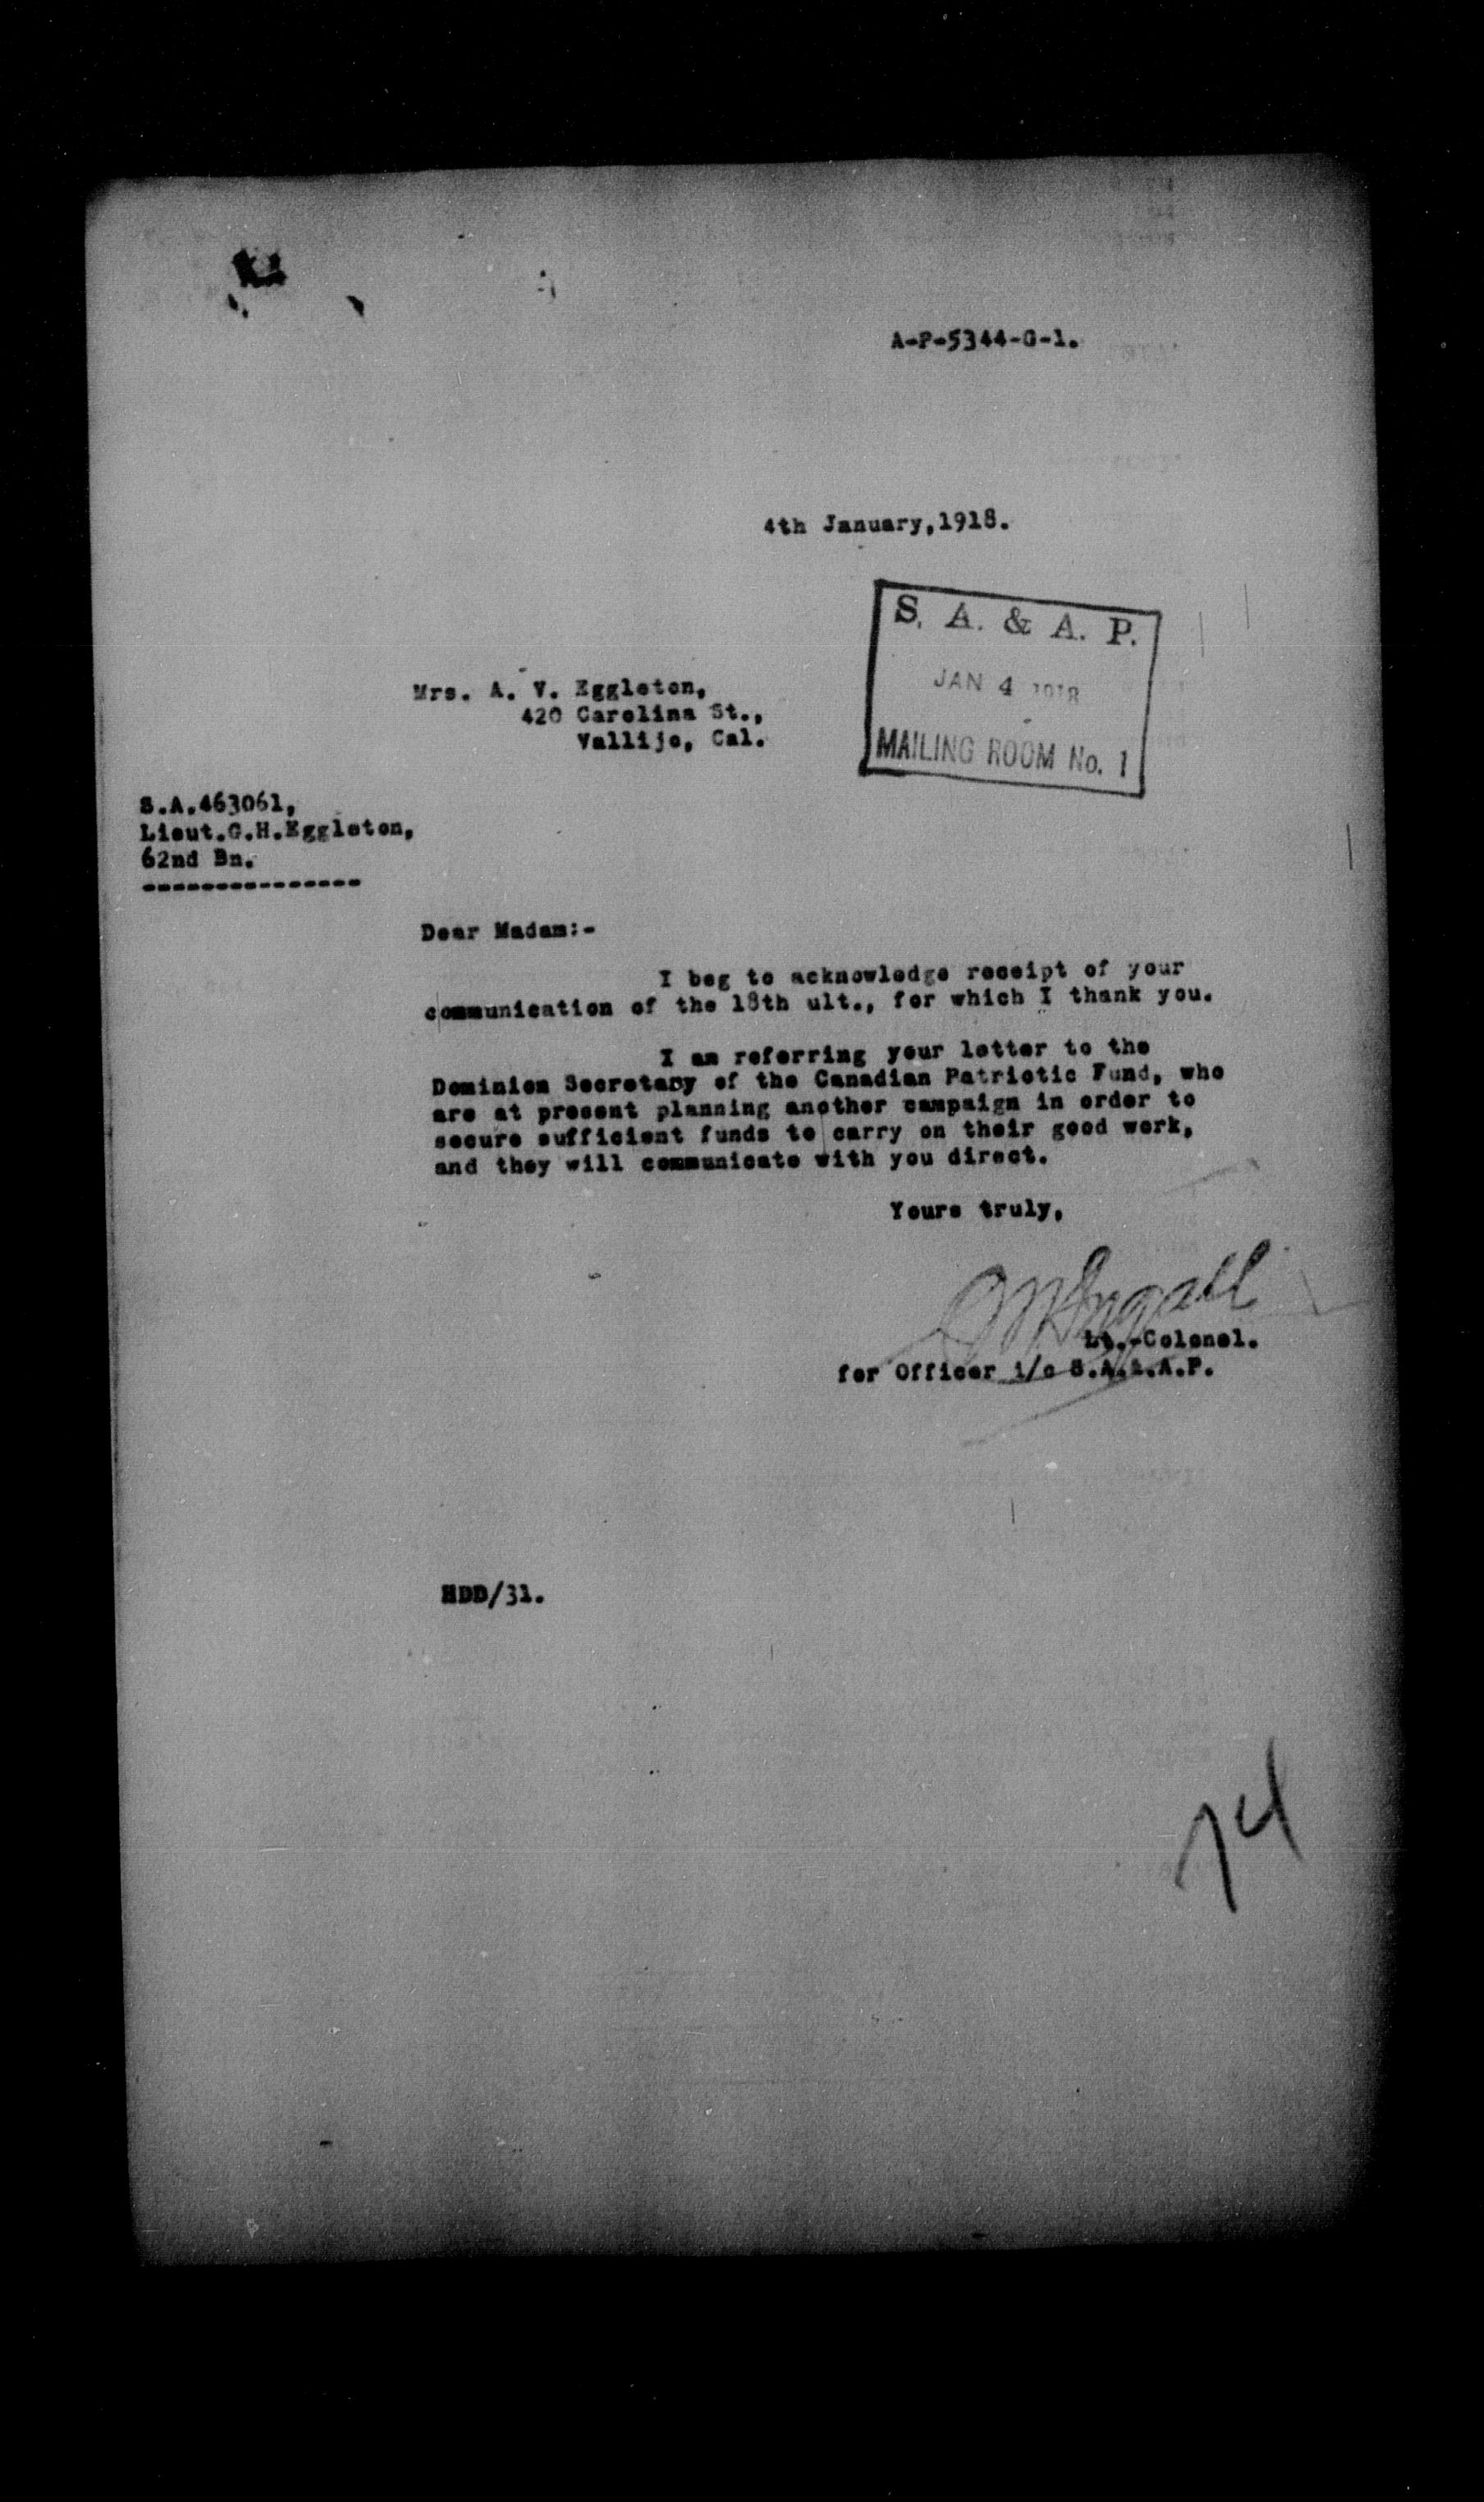 A-P-5344-G-1.
4th January,1918.
S. A. & A. P.
JAN 4 1918
MAILING ROOM No. 1
Mrs. A. V. Eggleton,
420 Carolina St.,
Vallijo, Cal.
S.A.463061,
Lieut.G.H.Eggleton,
62nd Bn.
---------------
Dear Madam:-
I beg to acknowledge receipt of your
communication of the 18th ult., for which I thank you.
I am referring your letter to the
Dominion Secretary of the Canadian Patriotic Fund, who
are at present planning another campaign in order to
secure sufficient funds to carry on their good work,
and they will communicate with you direct.
Yours truly,
Lt.-Colonel.
for Officer i/c S.A.&.A.P.
HDD/31.
74